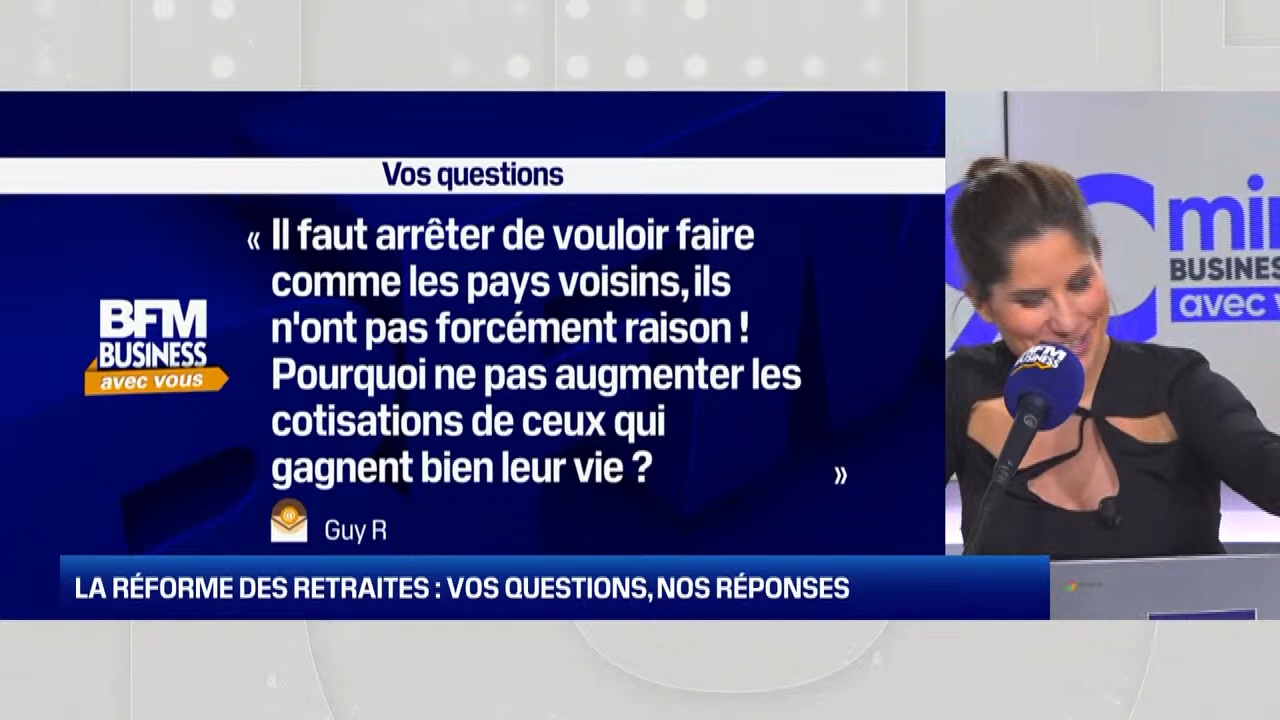 Vos questions
« Il faut arrêter de vouloir faire
comme les pays voisins, ils
n'ont pas forcément raison !
Pourquoi ne pas augmenter les
cotisations de ceux qui
gagnent bien leur vie ? »
Guy R
BFM
BUSINESS
avec vous
BUSINESS
avec
BFM
BUSINESS
LA RÉFORME DES RETRAITES : VOS QUESTIONS, NOS RÉPONSES